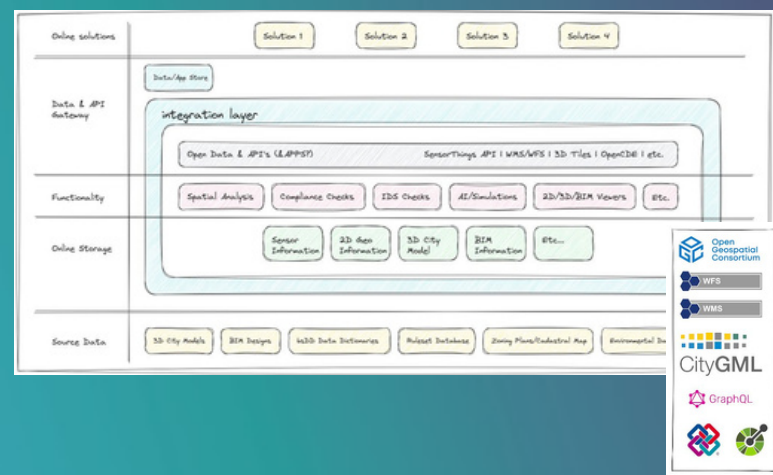 Online solutions
Solution 1
Solution 2
Solution 3
Solution 4
Data/App Store
Data & API
Gateway
integration layer
Open Data & API's (&APPS?)
SensorThings API | WMS/WFS | 3D Tiles | OpenCDE | etc.
Functionality
Spatial Analysis
Compliance Checks
IDS Checks
AI/Simulations
2D/3D/BIM Viewers
Etc.
Online Storage
Sensor
Information
2D Geo
Information
3D City
Model
BIM
Information
Etc...
Source Data
3D City Models
BIM Designs
bsDD Data Dictionaries
Ruleset Database
Zoning Plans/Cadastral Map
Environmental
Open
Geospatial
Consortium
WFS
WMS
CityGML
GraphQL